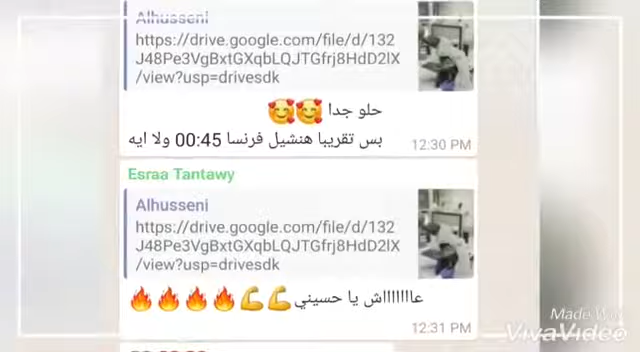 Alhusseni
https://drive.google.com/file/d/132
J48Pe3VgBxtGXqbLQJTGfrj8HdD2lX
/view?usp=drivesdk
حلو جدا 🥰🥰
بس تقريبا هنشيل فرنسا 00:45 ولا ايه
12:30 PM
Esraa Tantawy
Alhusseni
https://drive.google.com/file/d/132
J48Pe3VgBxtGXqbLQJTGfrj8HdD2lX
/view?usp=drivesdk
عاااااااش يا حسيني💪💪🔥🔥🔥🔥
12:31 PM
Made With
VivaVideo